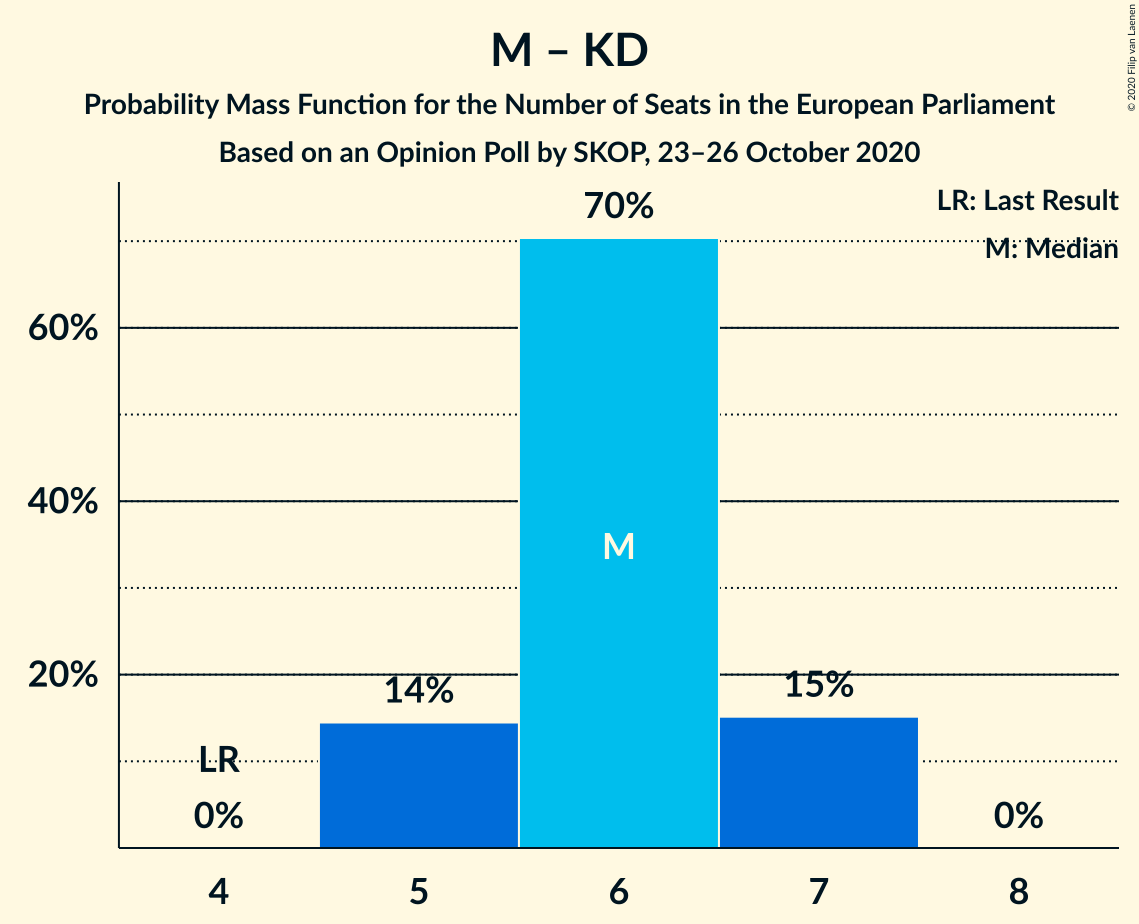 M – KD
Probability Mass Function for the Number of Seats in the European Parliament
Based on an Opinion Poll by SKOP, 23–26 October 2020
© 2020 Filip van Laenen
LR: Last Result
M: Median
70%
60%
40%
20%
M
14%
15%
LR
0%
0%
4
5
6
7
8